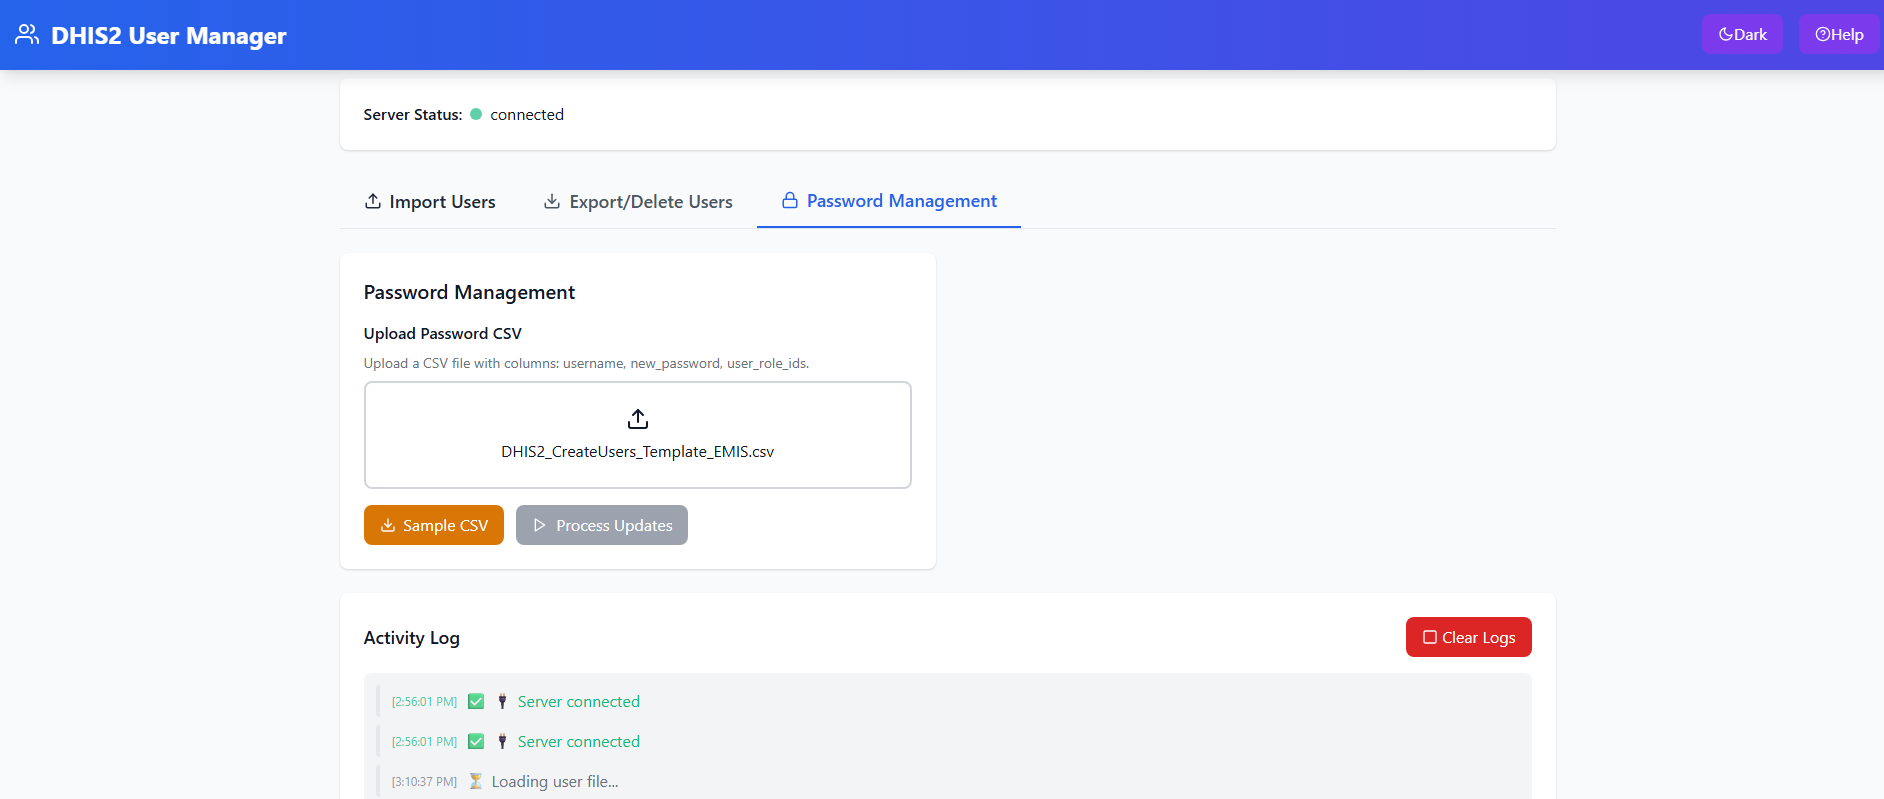 DHIS2 User Manager
Dark
Help
Server Status: connected
Import Users
Export/Delete Users
Password Management
Password Management
Upload Password CSV
Upload a CSV file with columns: username, new_password, user_role_ids.
DHIS2_CreateUsers_Template_EMIS.csv
Sample CSV
Process Updates
Activity Log
Clear Logs
[2:56:01 PM] Server connected
[2:56:01 PM] Server connected
[3:10:37 PM] Loading user file...